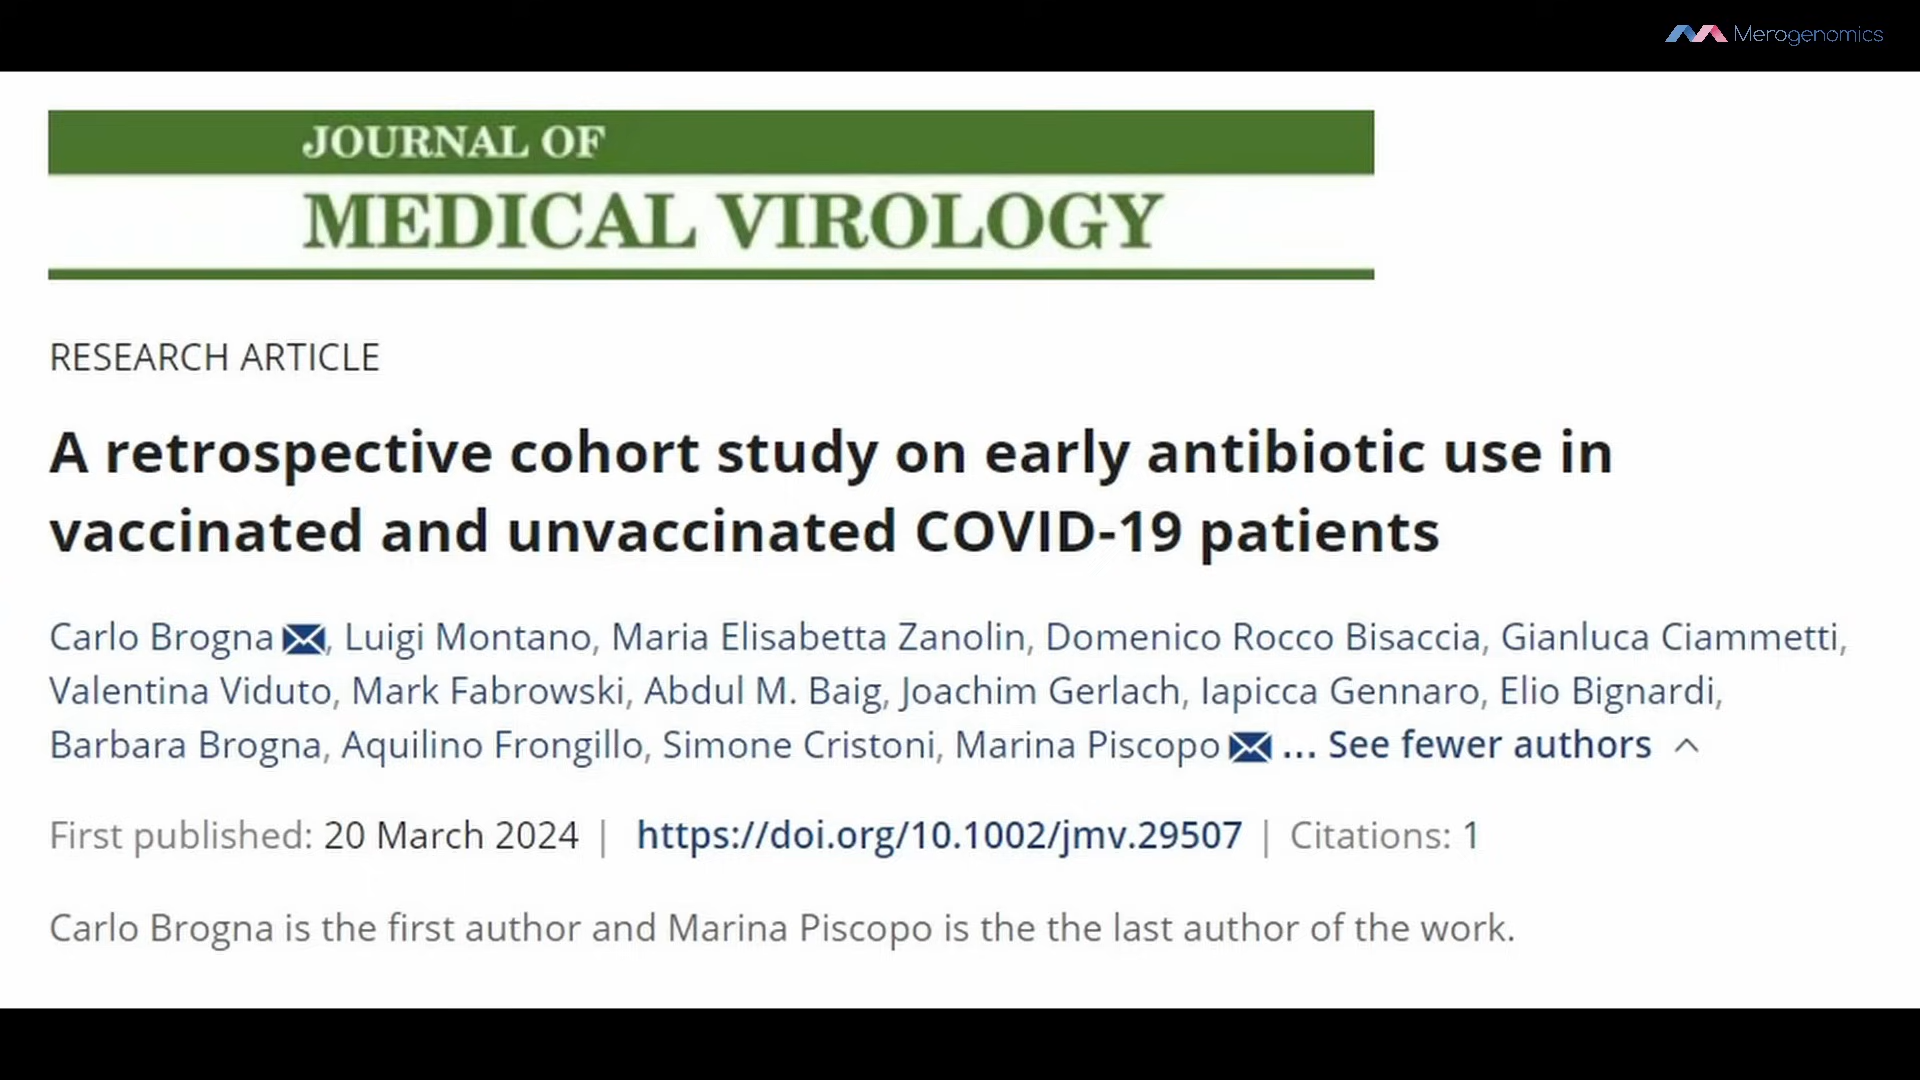 Merogenomics
JOURNAL OF
MEDICAL VIROLOGY
RESEARCH ARTICLE
A retrospective cohort study on early antibiotic use in
vaccinated and unvaccinated COVID-19 patients
Carlo Brogna, Luigi Montano, Maria Elisabetta Zanolin, Domenico Rocco Bisaccia, Gianluca Ciammetti,
Valentina Viduto, Mark Fabrowski, Abdul M. Baig, Joachim Gerlach, Iapicca Gennaro, Elio Bignardi,
Barbara Brogna, Aquilino Frongillo, Simone Cristoni, Marina Piscopo ... See fewer authors
First published: 20 March 2024 | https://doi.org/10.1002/jmv.29507 | Citations: 1
Carlo Brogna is the first author and Marina Piscopo is the the last author of the work.